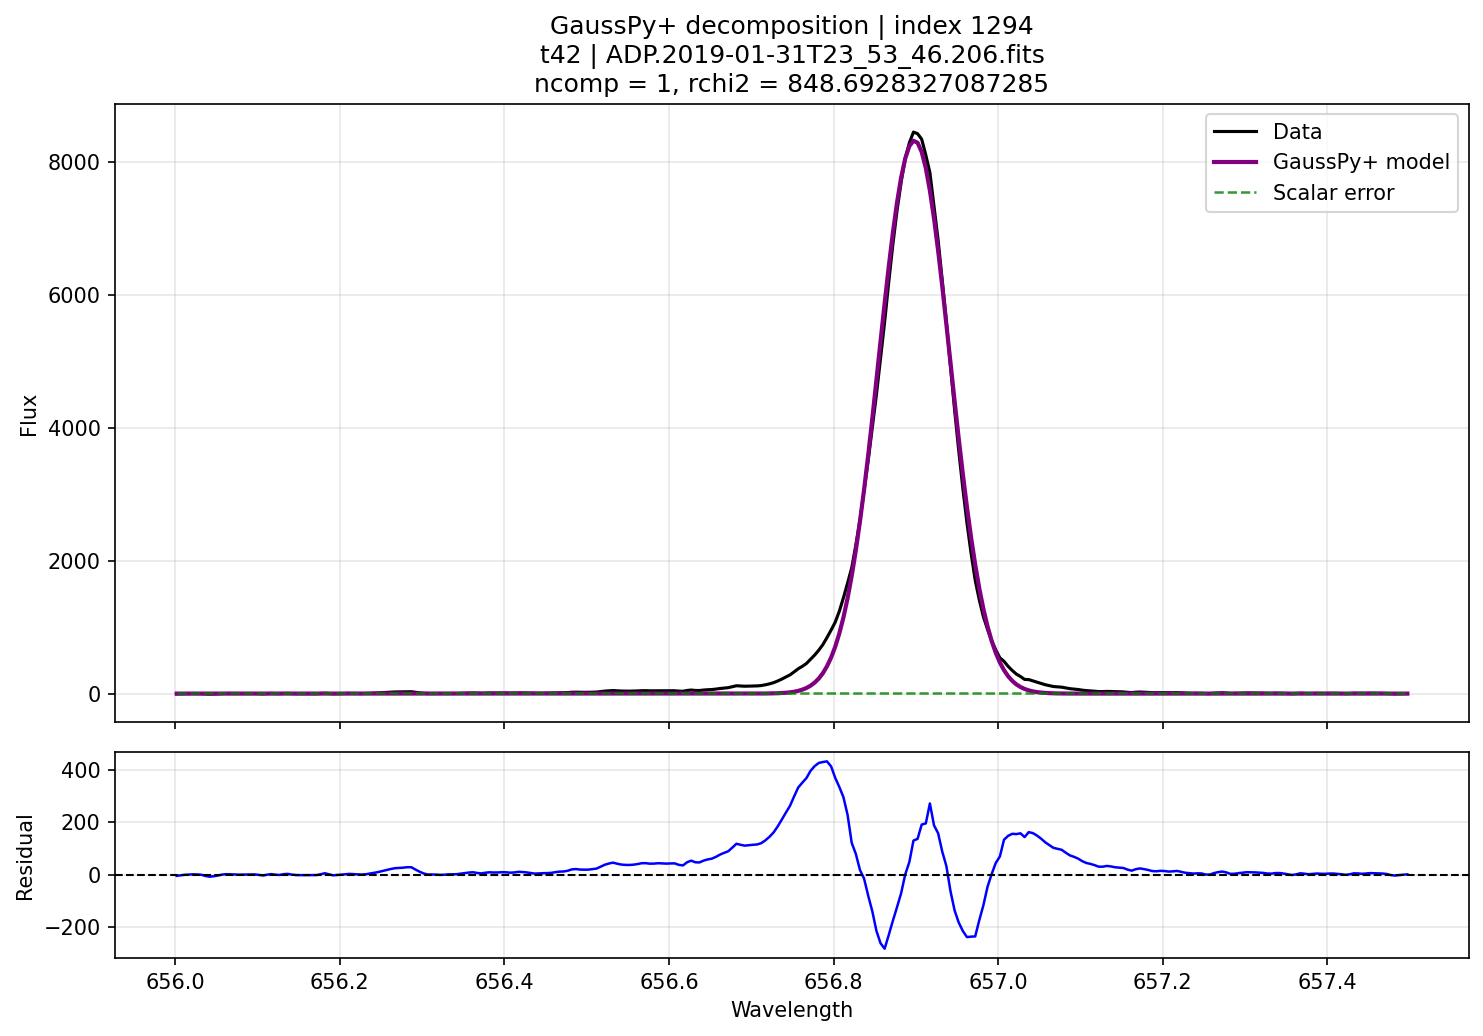 GaussPy+ decomposition | index 1294
t42 | ADP.2019-01-31T23_53_46.206.fits
ncomp = 1, rchi2 = 848.6928327087285
Data
GaussPy+ model
Scalar error
8000
6000
4000
2000
0
Flux
400
200
0
−200
Residual
656.0 656.2 656.4 656.6 656.8 657.0 657.2 657.4
Wavelength